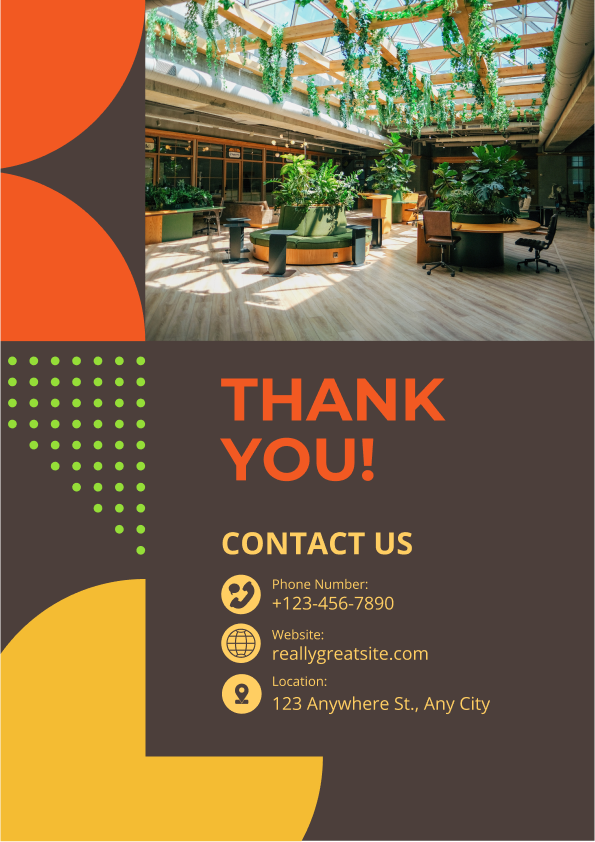 THANK
YOU!
CONTACT US
Phone Number:
+123-456-7890
Website:
reallygreatsite.com
Location:
123 Anywhere St., Any City